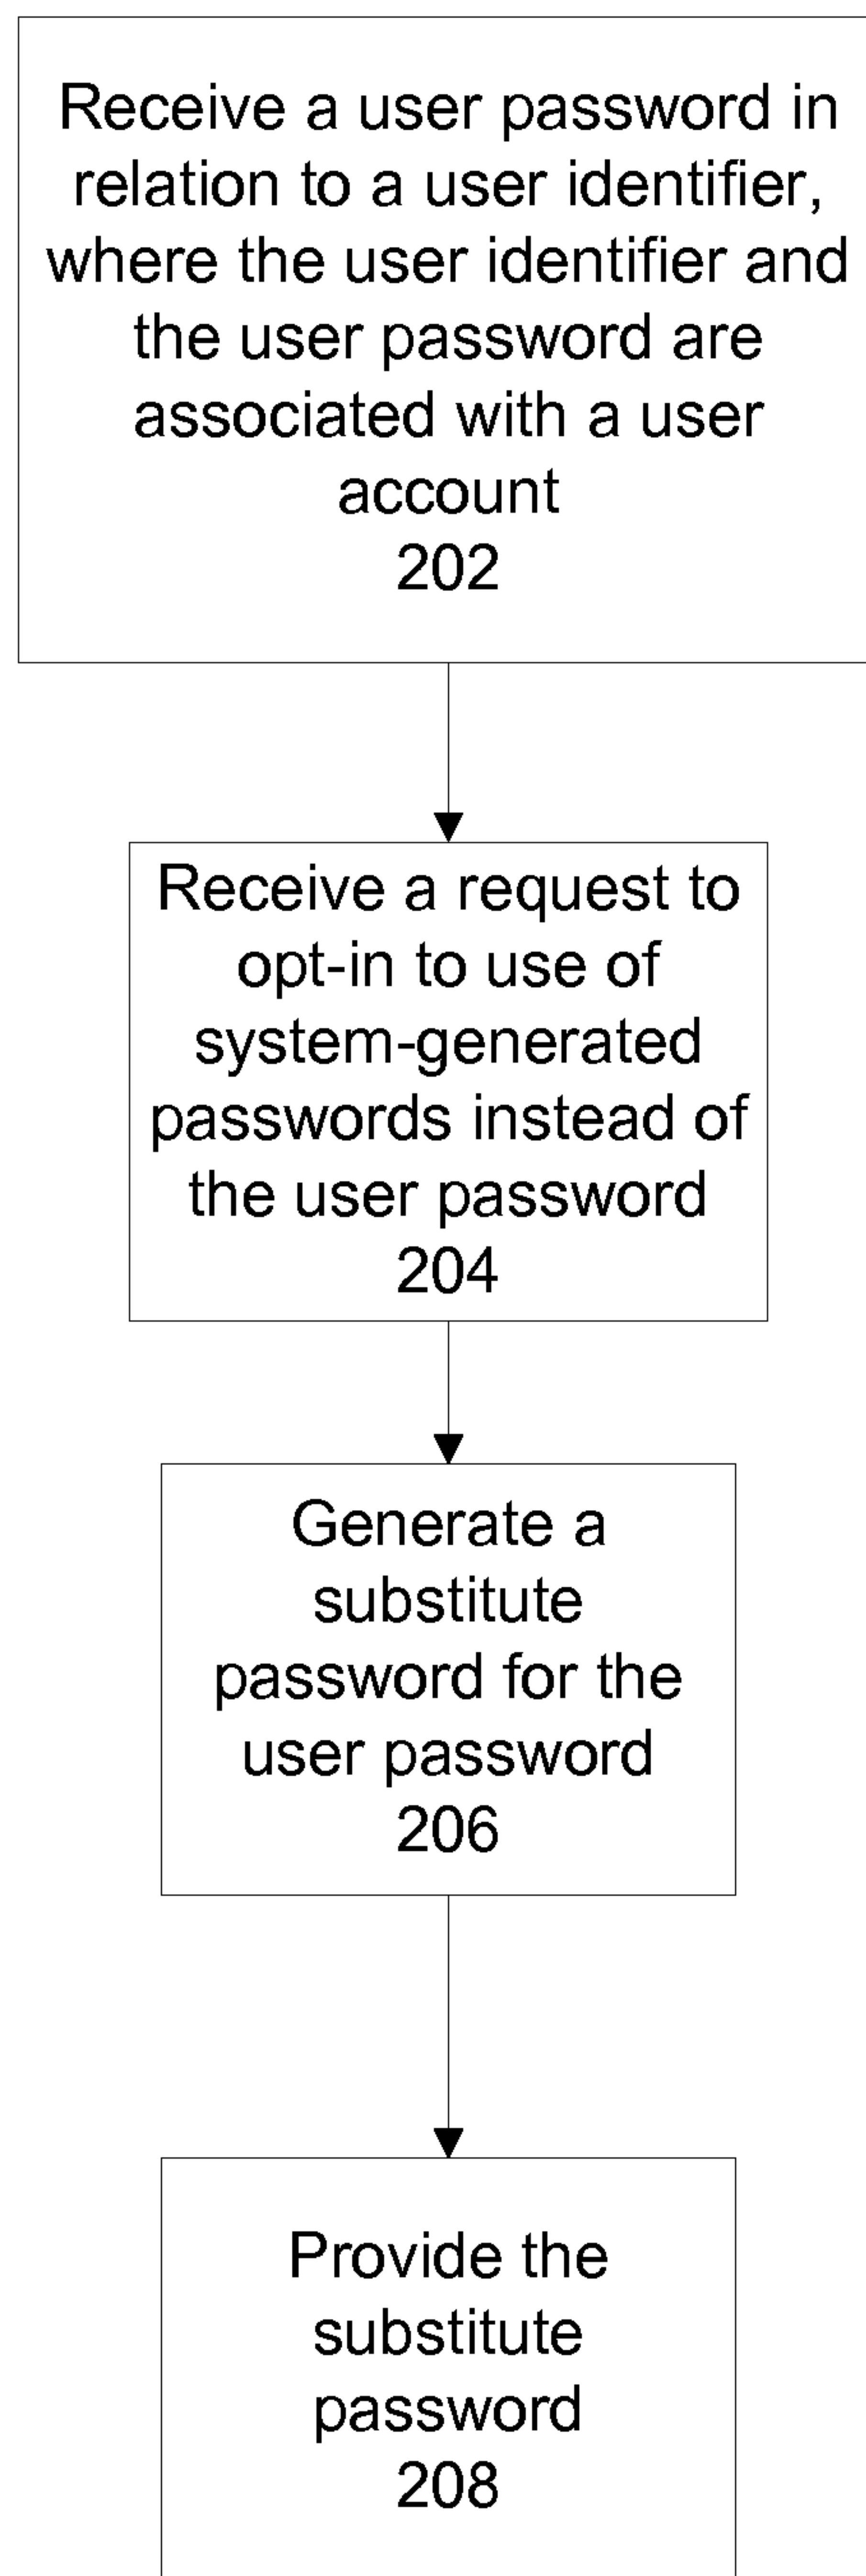 Receive a user password in
relation to a user identifier,
where the user identifier and
the user password are
associated with a user
account
202
Receive a request to
opt-in to use of
system-generated
passwords instead of
the user password
204
Generate a
substitute
password for the
user password
206
Provide the
substitute
password
208